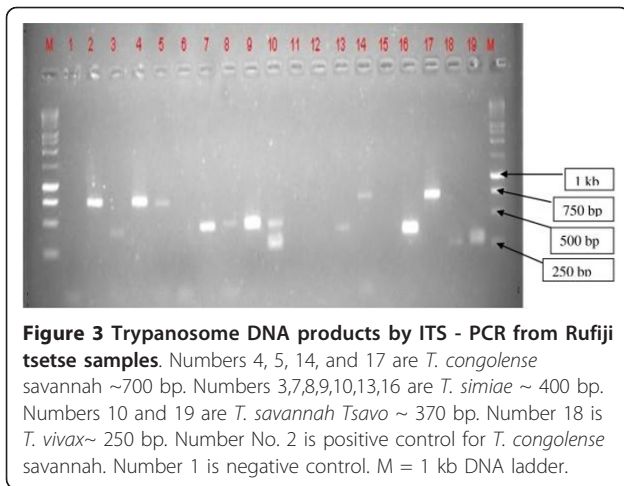 M 1 2 3 4 5 6 7 8 9 10 11 12 13 14 15 16 17 18 19 M
1 kb
750 bp
500 bp
250 bp
Figure 3 Trypanosome DNA products by ITS - PCR from Rufiji
tsetse samples. Numbers 4, 5, 14, and 17 are T. congolense
savannah ~700 bp. Numbers 3,7,8,9,10,13,16 are T. simiae ~ 400 bp.
Numbers 10 and 19 are T. savannah Tsavo ~ 370 bp. Number 18 is
T. vivax~ 250 bp. Number No. 2 is positive control for T. congolense
savannah. Number 1 is negative control. M = 1 kb DNA ladder.